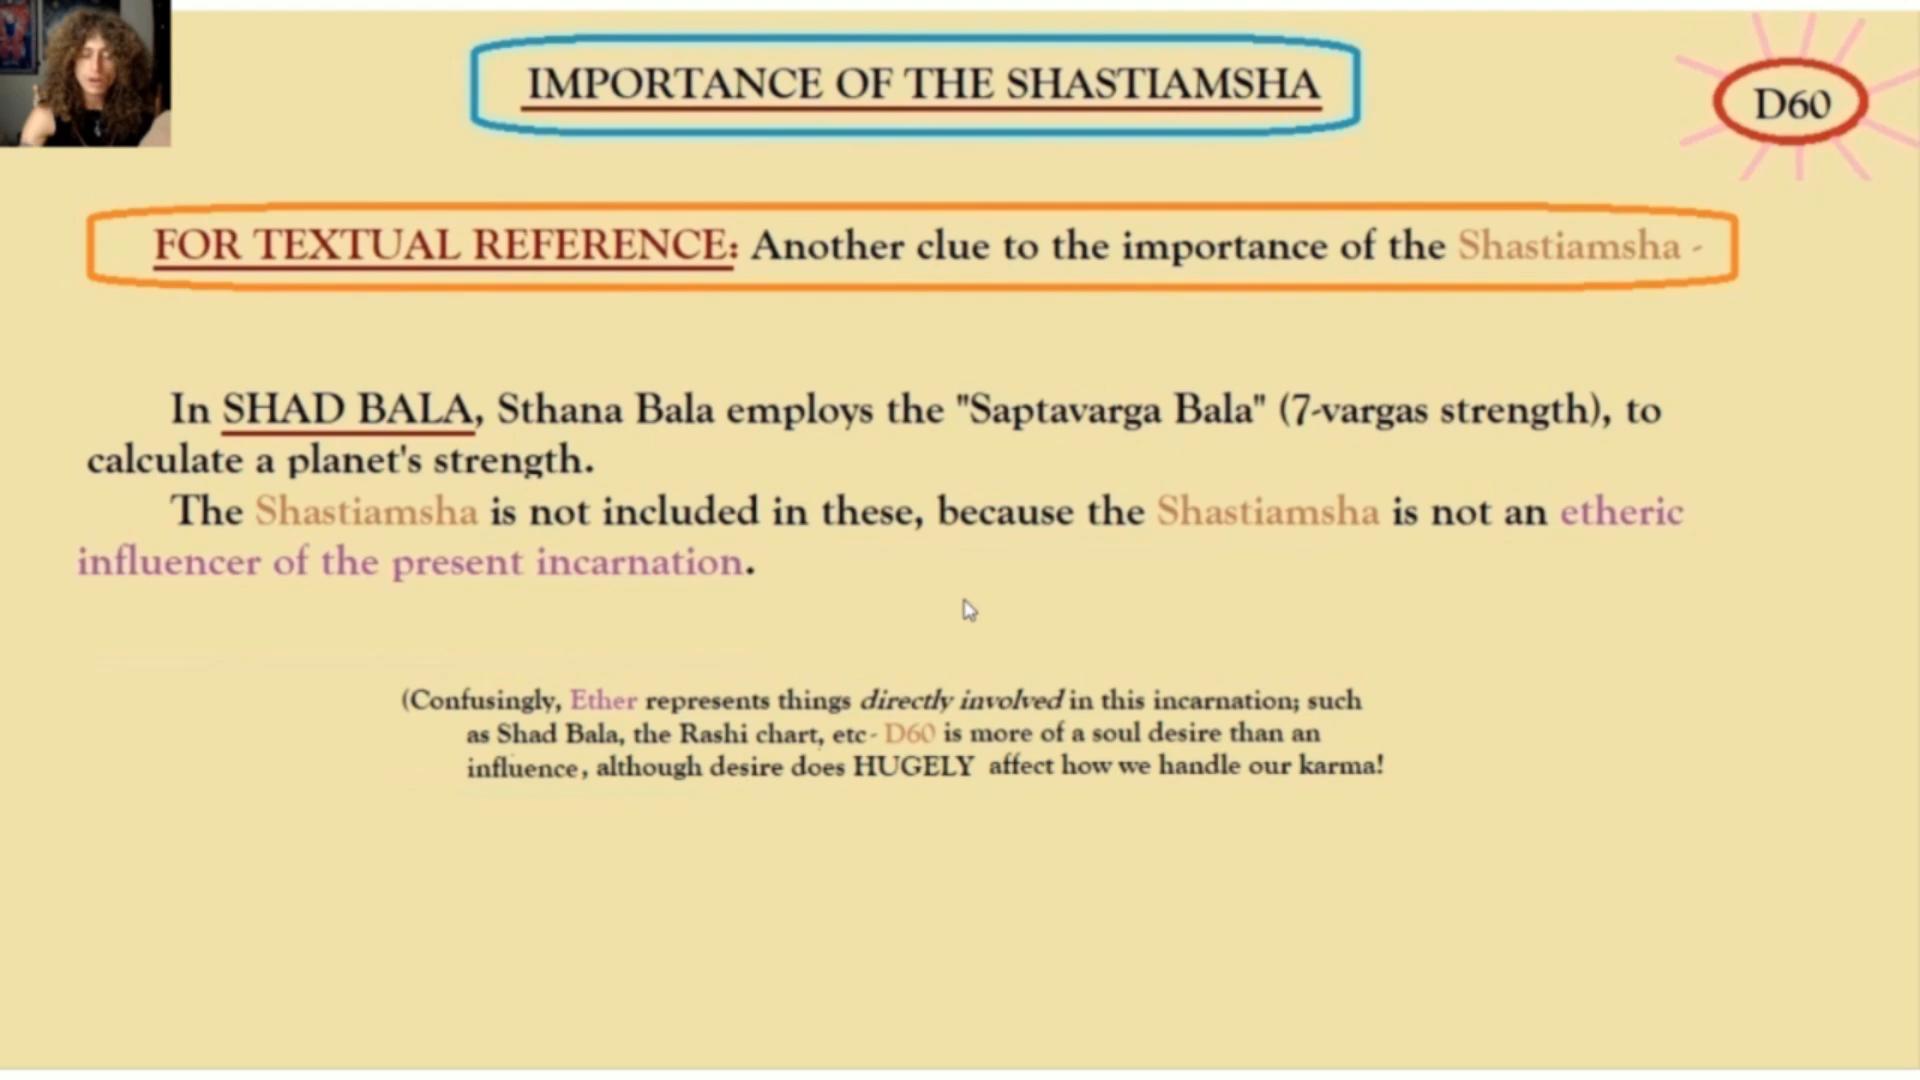 IMPORTANCE OF THE SHASTIAMSHA
D60
FOR TEXTUAL REFERENCE: Another clue to the importance of the Shastiamsha -
In SHAD BALA, Sthana Bala employs the "Saptavarga Bala" (7-vargas strength), to
calculate a planet's strength.
The Shastiamsha is not included in these, because the Shastiamsha is not an etheric
influencer of the present incarnation.
(Confusingly, Ether represents things directly involved in this incarnation; such
as Shad Bala, the Rashi chart, etc- D60 is more of a soul desire than an
influence, although desire does HUGELY affect how we handle our karma!